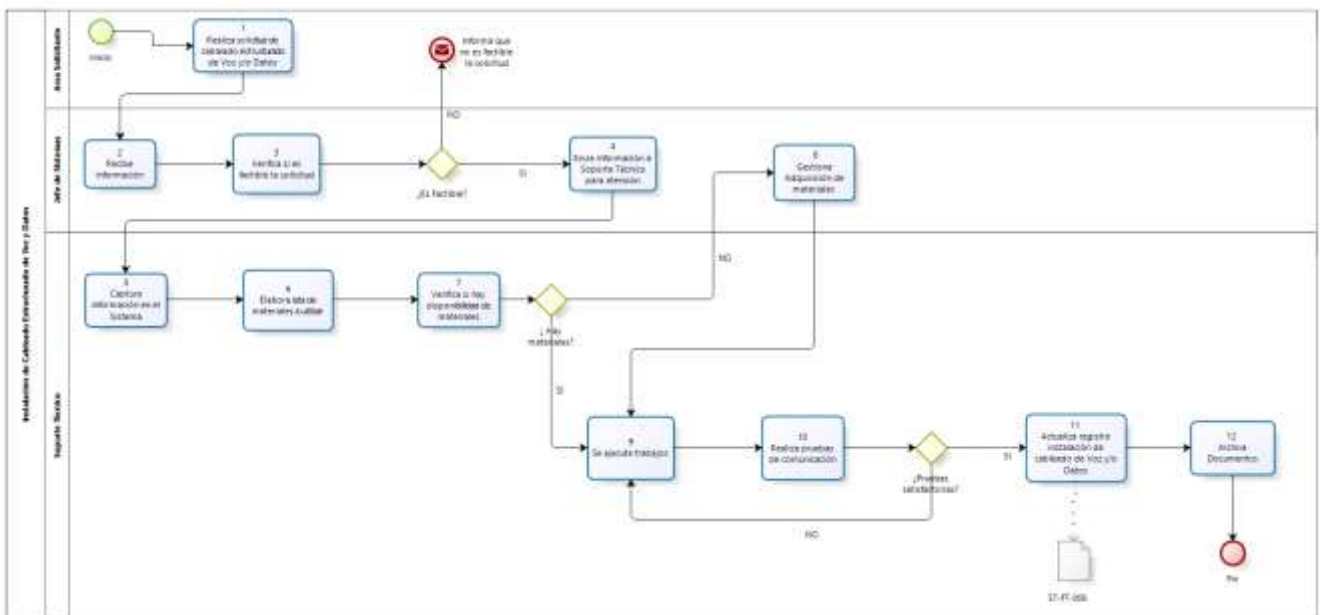 Instalación de Cableado Estructurado de Voz y Datos
Area Solicitante
Jefe de Sistemas
Soporte Técnico
Inicio
1
Realiza solicitud de
cableado estructurado
de Voz y/o Datos
Informa que
no es factible
la solicitud
NO
2
Recibe
información
3
Verifica si es
factible la solicitud
¿Es Factible?
SI
4
Envía información a
Soporte Técnico
para atención
8
Gestiona
Adquisición de
materiales
NO
5
Captura
información en el
Sistema
6
Elabora lista de
materiales a utilizar
7
Verifica si hay
disponibilidad de
materiales
¿Hay
materiales?
SI
9
Se ejecuta trabajos
10
Realiza pruebas
de comunicación
¿Pruebas
satisfactorias?
SI
NO
11
Actualiza registro
instalación de
cableado de Voz y/o
Datos
12
Archiva
Documentos
Fin